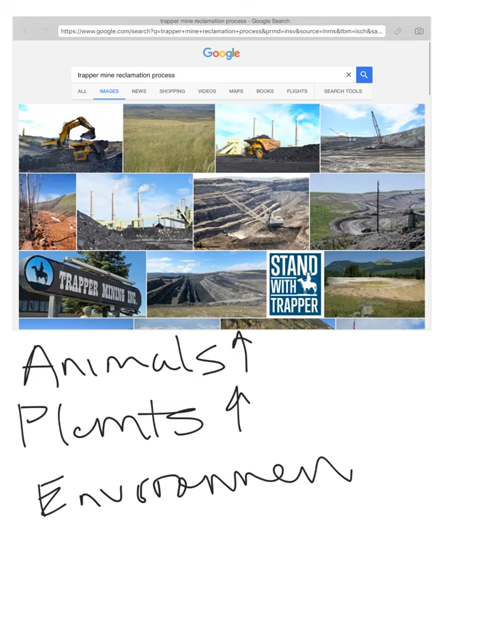 trapper mine reclamation process - Google Search
https://www.google.com/search?q=trapper+mine+reclamation+process&prmd=insv&source=lnms&tbm=isch&sa...
Google
trapper mine reclamation process
ALL IMAGES NEWS SHOPPING VIDEOS MAPS BOOKS FLIGHTS SEARCH TOOLS
TRAPPER MINING INC.
STAND
WITH
TRAPPER
Animals ↑
Plants ↑
Environmen